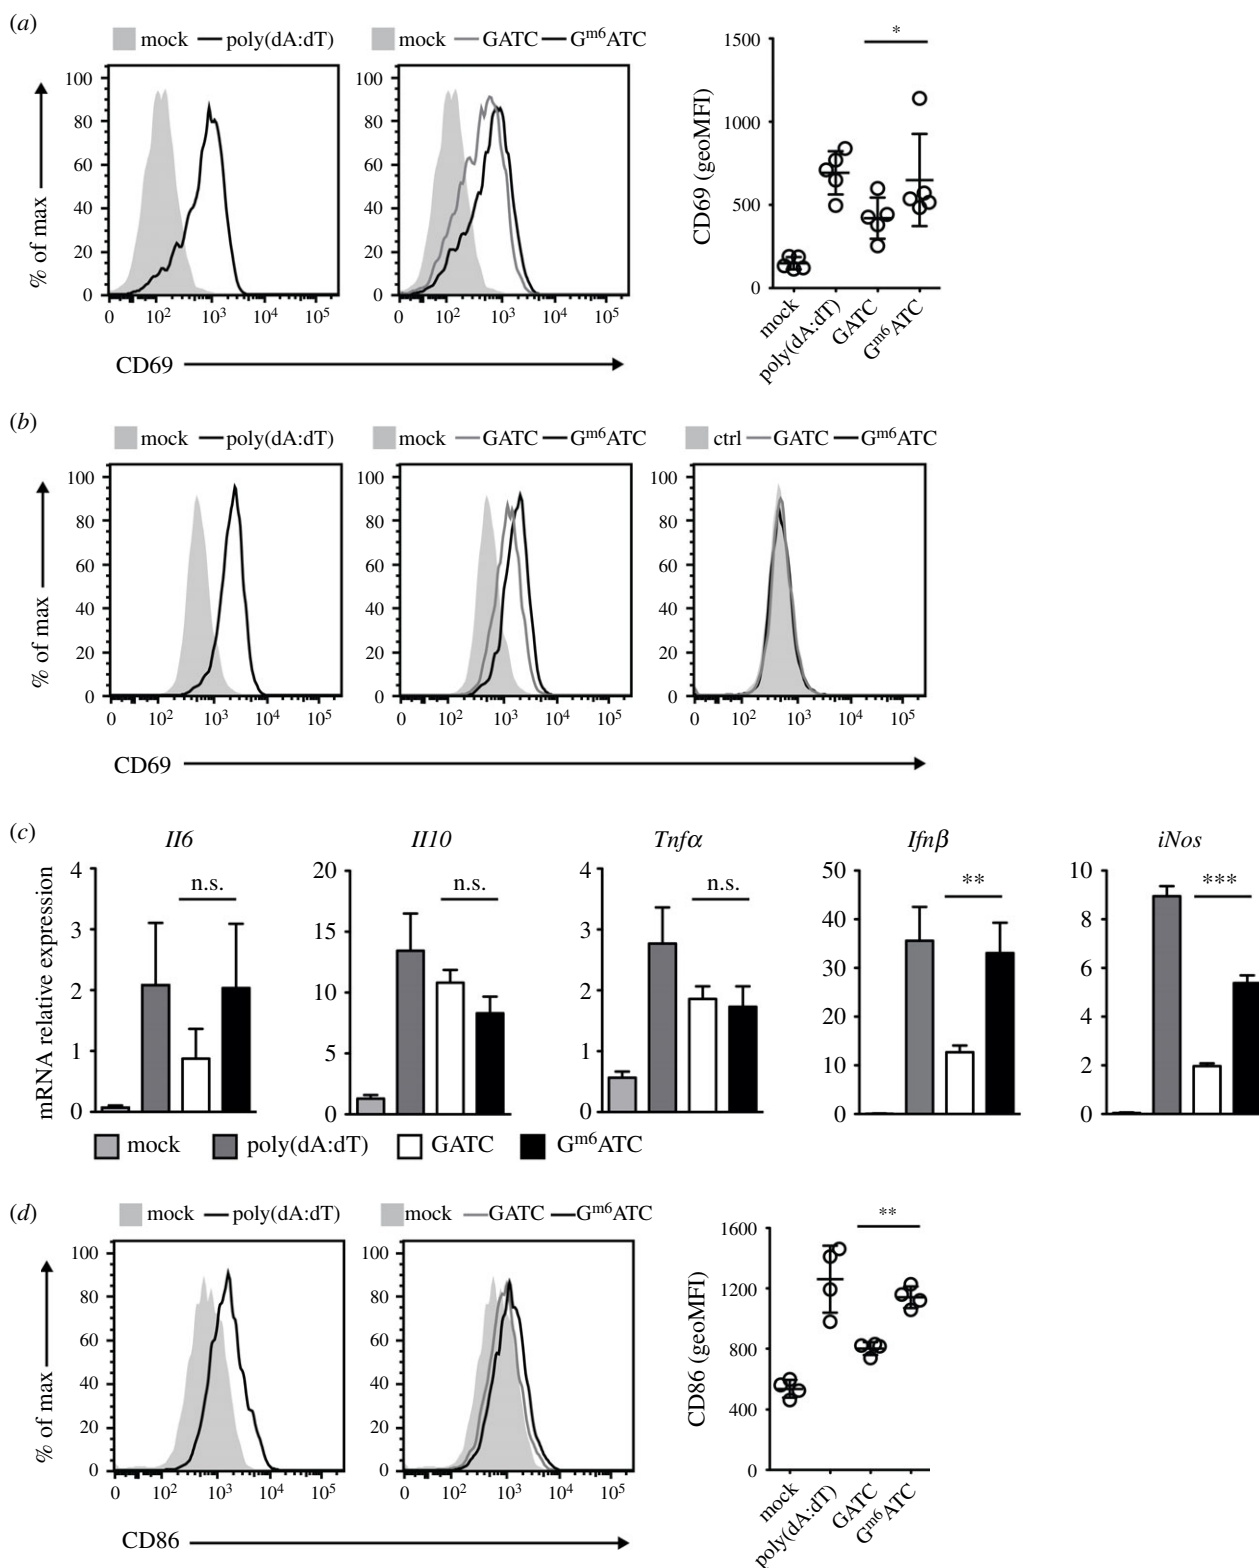 (a)
mock poly(dA:dT) mock GATC Gm6ATC
% of max
100
80
60
40
20
0
0 10² 10³ 10⁴ 10⁵
100
80
60
40
20
0
0 10² 10³ 10⁴ 10⁵
CD69
CD69 (geoMFI)
1500
1000
500
0
*
mock
poly(dA:dT)
GATC
Gm6ATC
(b)
mock poly(dA:dT) mock GATC Gm6ATC ctrl GATC Gm6ATC
% of max
100
80
60
40
20
0
0 10² 10³ 10⁴ 10⁵
100
80
60
40
20
0
0 10² 10³ 10⁴ 10⁵
100
80
60
40
20
0
0 10² 10³ 10⁴ 10⁵
CD69
(c)
Il6 Il10 Tnfα Ifnβ iNos
mRNA relative expression
4
3
2
1
0
n.s.
20
15
10
5
0
n.s.
4
3
2
1
0
n.s.
50
40
30
20
10
0
**
10
8
6
4
2
0
***
mock poly(dA:dT) GATC Gm6ATC
(d)
mock poly(dA:dT) mock GATC Gm6ATC
% of max
100
80
60
40
20
0
0 10² 10³ 10⁴ 10⁵
100
80
60
40
20
0
0 10² 10³ 10⁴ 10⁵
CD86
CD86 (geoMFI)
1600
1200
800
400
0
**
mock
poly(dA:dT)
GATC
Gm6ATC